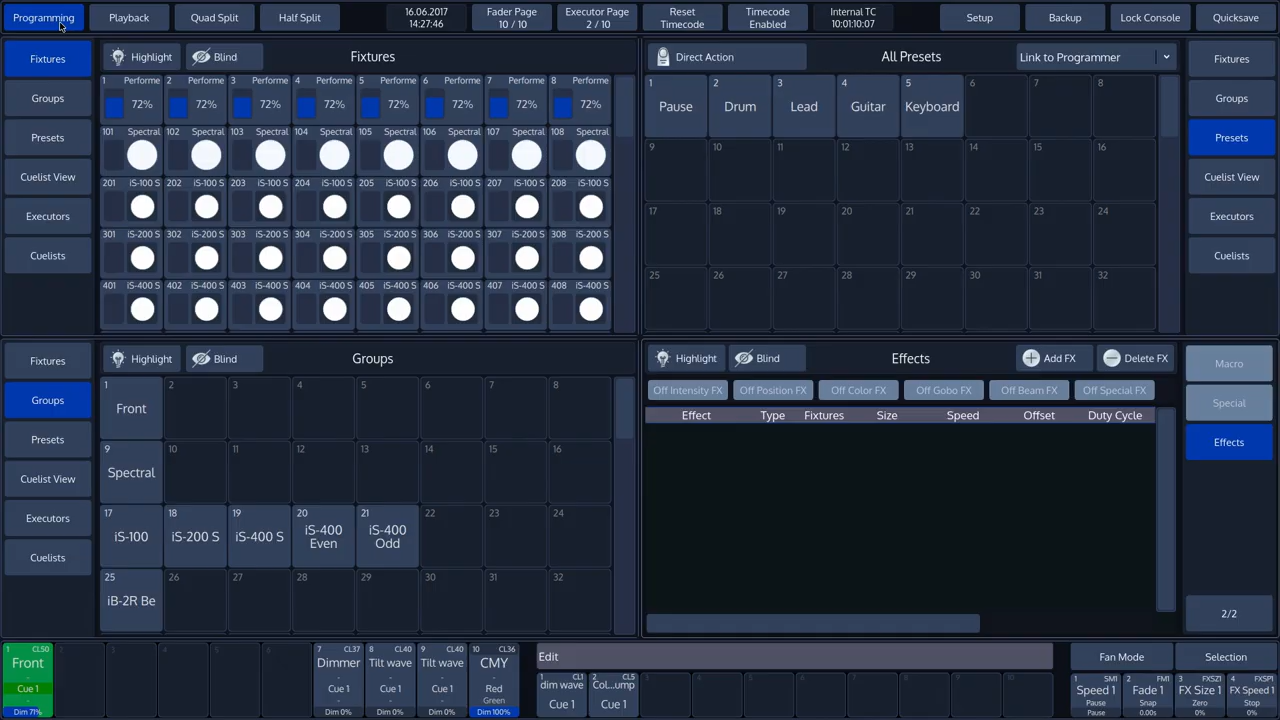 Programming Playback Quad Split Half Split 16.06.2017 14:27:46 Fader Page 10 / 10 Executor Page 2 / 10 Reset Timecode Timecode Enabled Internal TC 10:01:10:07 Setup Backup Lock Console Quicksave
Fixtures
Groups
Presets
Cuelist View
Executors
Cuelists
Highlight Blind Fixtures
1 Performe 2 Performe 3 Performe 4 Performe 5 Performe 6 Performe 7 Performe 8 Performe
72% 72% 72% 72% 72% 72% 72% 72%
101 Spectral 102 Spectral 103 Spectral 104 Spectral 105 Spectral 106 Spectral 107 Spectral 108 Spectral
201 iS-100 S 202 iS-100 S 203 iS-100 S 204 iS-100 S 205 iS-100 S 206 iS-100 S 207 iS-100 S 208 iS-100 S
301 iS-200 S 302 iS-200 S 303 iS-200 S 304 iS-200 S 305 iS-200 S 306 iS-200 S 307 iS-200 S 308 iS-200 S
401 iS-400 S 402 iS-400 S 403 iS-400 S 404 iS-400 S 405 iS-400 S 406 iS-400 S 407 iS-400 S 408 iS-400 S
Direct Action All Presets Link to Programmer
1 2 3 4 5 6 7 8
Pause Drum Lead Guitar Keyboard
9 10 11 12 13 14 15 16
17 18 19 20 21 22 23 24
25 26 27 28 29 30 31 32
Fixtures
Groups
Presets
Cuelist View
Executors
Cuelists
Fixtures
Groups
Presets
Cuelist View
Executors
Cuelists
Highlight Blind Groups
1 2 3 4 5 6 7 8
Front
9 10 11 12 13 14 15 16
Spectral
17 18 19 20 21 22 23 24
iS-100 iS-200 S iS-400 S iS-400 Even iS-400 Odd
25 26 27 28 29 30 31 32
iB-2R Be
Highlight Blind Effects Add FX Delete FX
Off Intensity FX Off Position FX Off Color FX Off Gobo FX Off Beam FX Off Special FX
Effect Type Fixtures Size Speed Offset Duty Cycle
Macro
Special
Effects
2/2
1 CL50 2 3 4 5 6 7 CL37 8 CL40 9 CL40 10 CL36
Front Dimmer Tilt wave Tilt wave CMY
- - - - -
Cue 1 Cue 1 Cue 1 Cue 1 Red
- - - - Green
Dim 71% Dim 0% Dim 0% Dim 0% Dim 100%
Edit
1 CL1 2 CL5 3 4 5 6 7 8 9 10
dim wave Col...ump
Cue 1 Cue 1
Fan Mode Selection
1 SM1 2 FM1 3 FXSZ1 4 FXSP1
Speed 1 Fade 1 FX Size 1 FX Speed 1
Pause Snap Zero Stop
Pause 0.00s 0% 0%